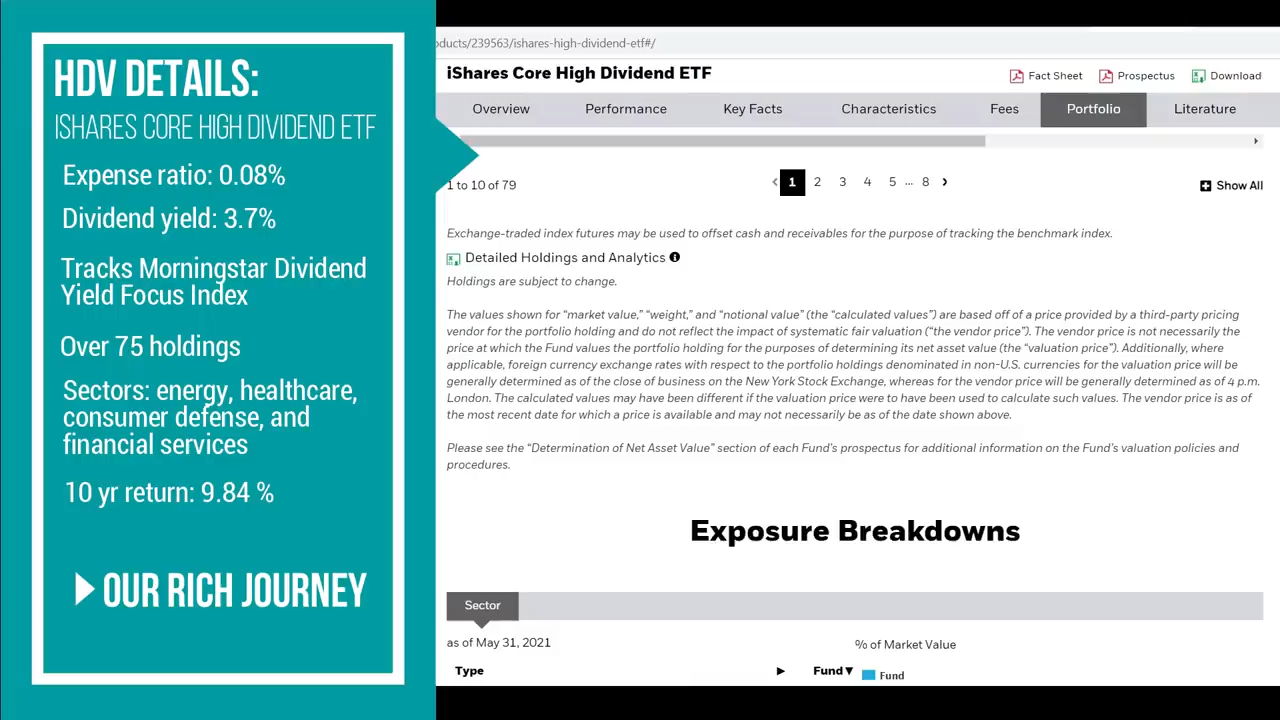 HDV DETAILS:
ISHARES CORE HIGH DIVIDEND ETF
Expense ratio: 0.08%
Dividend yield: 3.7%
Tracks Morningstar Dividend
Yield Focus Index
Over 75 holdings
Sectors: energy, healthcare,
consumer defense, and
financial services
10 yr return: 9.84 %
OUR RICH JOURNEY
oducts/239563/ishares-high-dividend-etf#/
iShares Core High Dividend ETF
Fact Sheet Prospectus Download
Overview Performance Key Facts Characteristics Fees Portfolio Literature
1 to 10 of 79
‹ 1 2 3 4 5 ... 8 ›
Show All
Exchange-traded index futures may be used to offset cash and receivables for the purpose of tracking the benchmark index.
Detailed Holdings and Analytics
Holdings are subject to change.
The values shown for “market value,” “weight,” and “notional value” (the “calculated values”) are based off of a price provided by a third-party pricing
vendor for the portfolio holding and do not reflect the impact of systematic fair valuation (“the vendor price”). The vendor price is not necessarily the
price at which the Fund values the portfolio holding for the purposes of determining its net asset value (the “valuation price”). Additionally, where
applicable, foreign currency exchange rates with respect to the portfolio holdings denominated in non-U.S. currencies for the valuation price will be
generally determined as of the close of business on the New York Stock Exchange, whereas for the vendor price will be generally determined as of 4 p.m.
London. The calculated values may have been different if the valuation price were to have been used to calculate such values. The vendor price is as of
the most recent date for which a price is available and may not necessarily be as of the date shown above.
Please see the “Determination of Net Asset Value” section of each Fund’s prospectus for additional information on the Fund’s valuation policies and
procedures.
Exposure Breakdowns
Sector
as of May 31, 2021
% of Market Value
Type Fund Fund